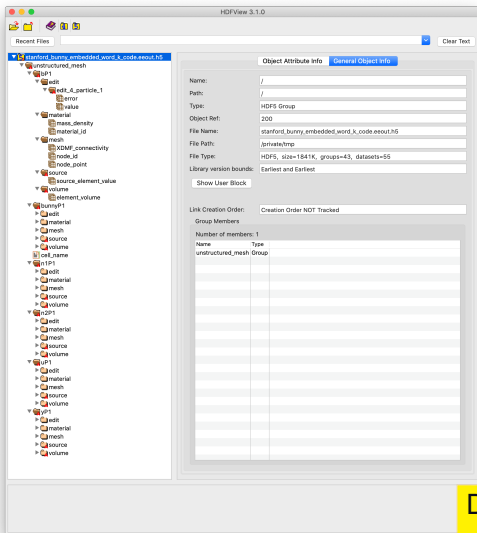 HDFView 3.1.0
Recent Files
Clear Text
stanford_bunny_embedded_word_k_code.eeout.h5
unstructured_mesh
bP1
edit
edit_4_particle_1
error
value
material
mass_density
material_id
mesh
XDMF_connectivity
node_id
node_point
source
source_element_value
volume
element_volume
bunnyP1
edit
material
mesh
source
volume
cell_name
n1P1
edit
material
mesh
source
volume
n2P1
edit
material
mesh
source
volume
uP1
edit
material
mesh
source
volume
yP1
edit
material
mesh
source
volume
Object Attribute Info
General Object Info
Name: /
Path: /
Type: HDF5 Group
Object Ref: 200
File Name: stanford_bunny_embedded_word_k_code.eeout.h5
File Path: /private/tmp
File Type: HDF5, size=1841K, groups=43, datasets=55
Library version bounds: Earliest and Earliest
Show User Block
Link Creation Order: Creation Order NOT Tracked
Group Members
Number of members: 1
Name Type
unstructured_mesh Group